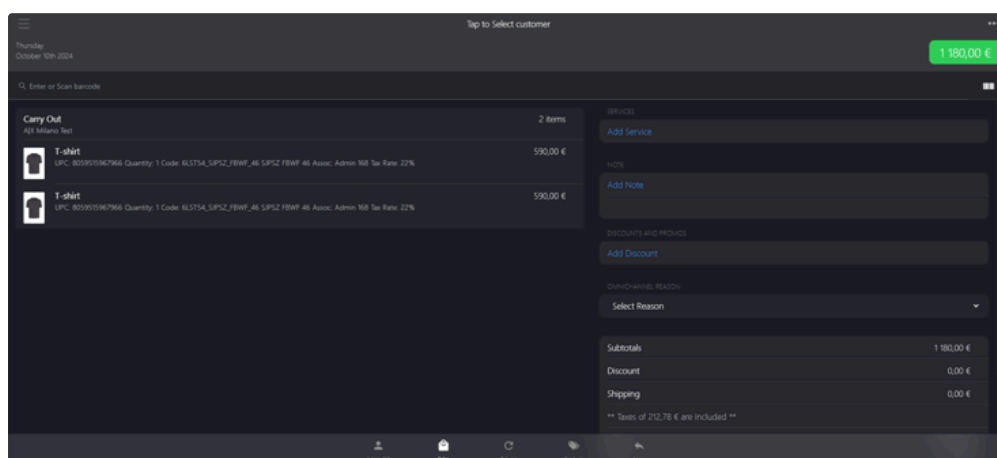 Tap to Select customer
Thursday
October 10th 2024
1 180,00 €
Enter or Scan barcode
Carry Out
2 items
A|X Milano Test
T-shirt
590,00 €
UPC: 8059515967966 Quantity: 1 Code: 6LST54_SJPSZ_FBWF_46 SJPSZ FBWF 46 Assoc: Admin 168 Tax Rate: 22%
T-shirt
590,00 €
UPC: 8059515967966 Quantity: 1 Code: 6LST54_SJPSZ_FBWF_46 SJPSZ FBWF 46 Assoc: Admin 168 Tax Rate: 22%
SERVICES
Add Service
NOTE
Add Note
DISCOUNTS AND PROMOS
Add Discount
OMNICHANNEL REASON
Select Reason
Subtotals
1 180,00 €
Discount
0,00 €
Shipping
0,00 €
** Taxes of 212,78 € are included **